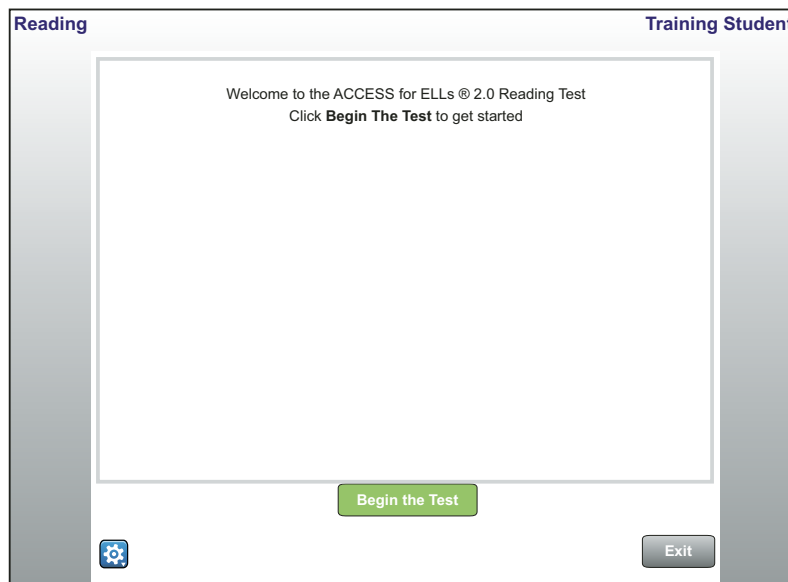 Reading
Training Student
Welcome to the ACCESS for ELLs ® 2.0 Reading Test
Click Begin The Test to get started
Begin the Test
Exit